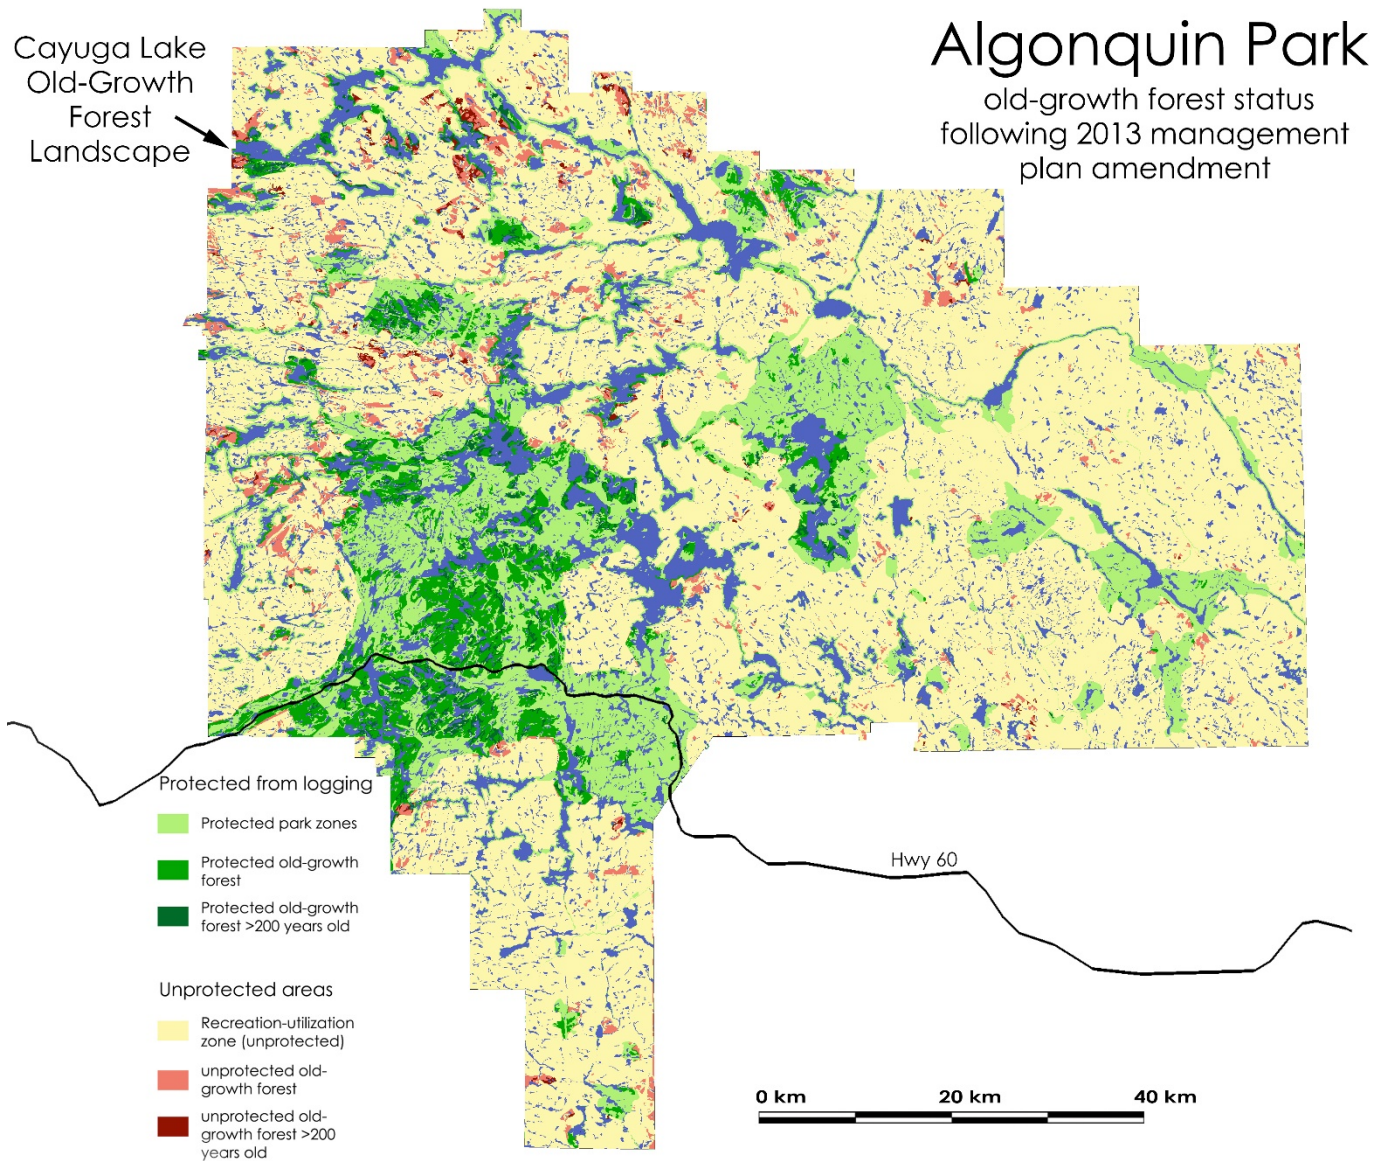 Cayuga Lake
Old-Growth
Forest
Landscape
Algonquin Park
old-growth forest status
following 2013 management
plan amendment
Protected from logging
Protected park zones
Protected old-growth
forest
Protected old-growth
forest >200 years old
Unprotected areas
Recreation-utilization
zone (unprotected)
unprotected old-
growth forest
unprotected old-
growth forest >200
years old
Hwy 60
0 km
20 km
40 km